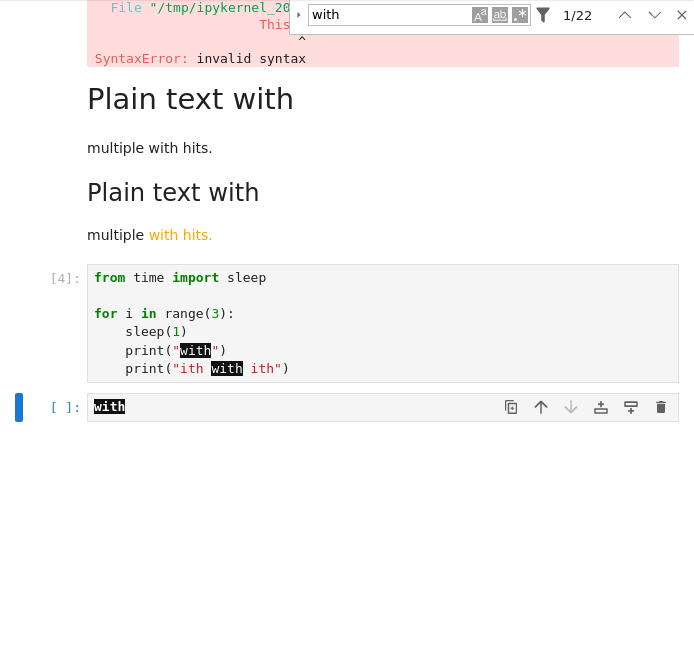 with
1/22
File "/tmp/ipykernel_20
This
^
SyntaxError: invalid syntax
Plain text with
multiple with hits.
Plain text with
multiple with hits.
[4]:
from time import sleep
for i in range(3):
sleep(1)
print("with")
print("ith with ith")
[ ]:
with